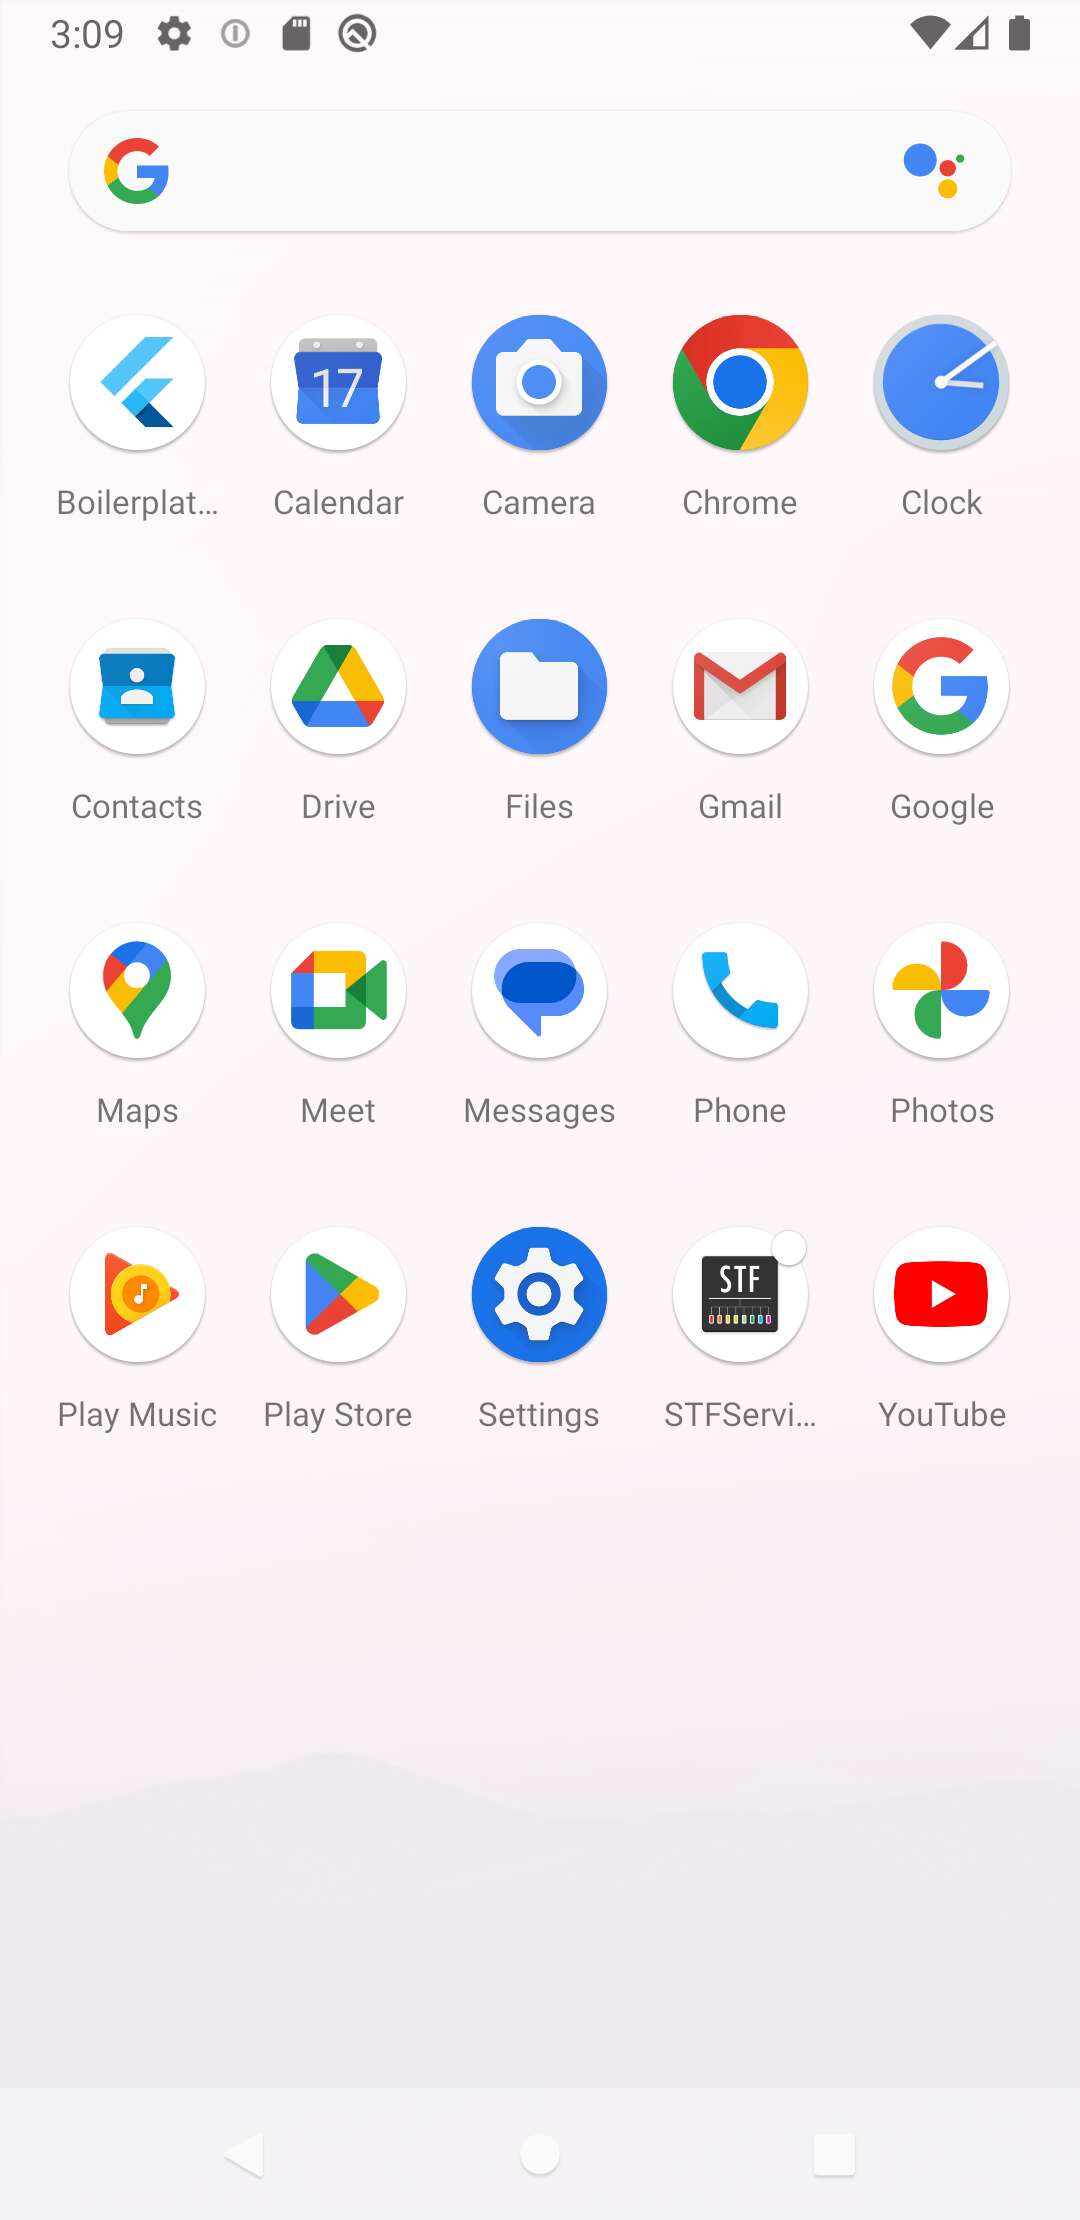 3:09
17
Boilerplat... Calendar Camera Chrome Clock
Contacts Drive Files Gmail Google
Maps Meet Messages Phone Photos
STF
Play Music Play Store Settings STFServi... YouTube